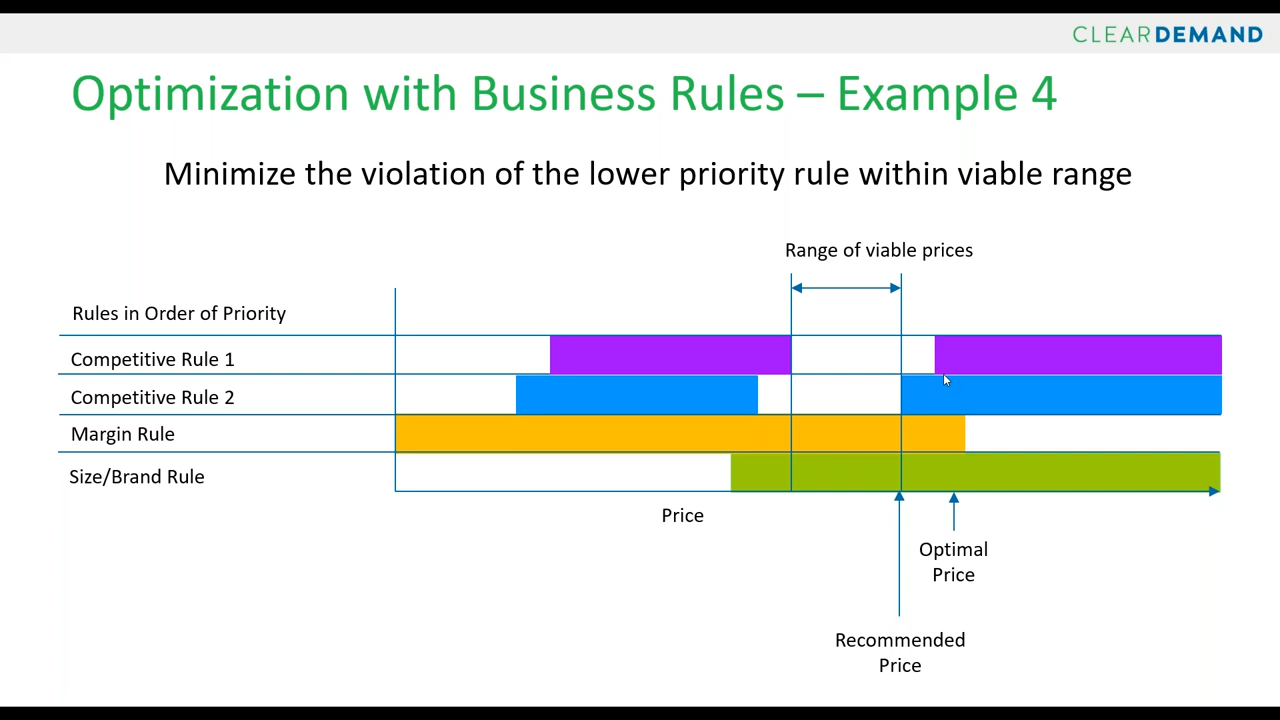 CLEARDEMAND
Optimization with Business Rules – Example 4
Minimize the violation of the lower priority rule within viable range
Range of viable prices
Rules in Order of Priority
Competitive Rule 1
Competitive Rule 2
Margin Rule
Size/Brand Rule
Price
Optimal
Price
Recommended
Price